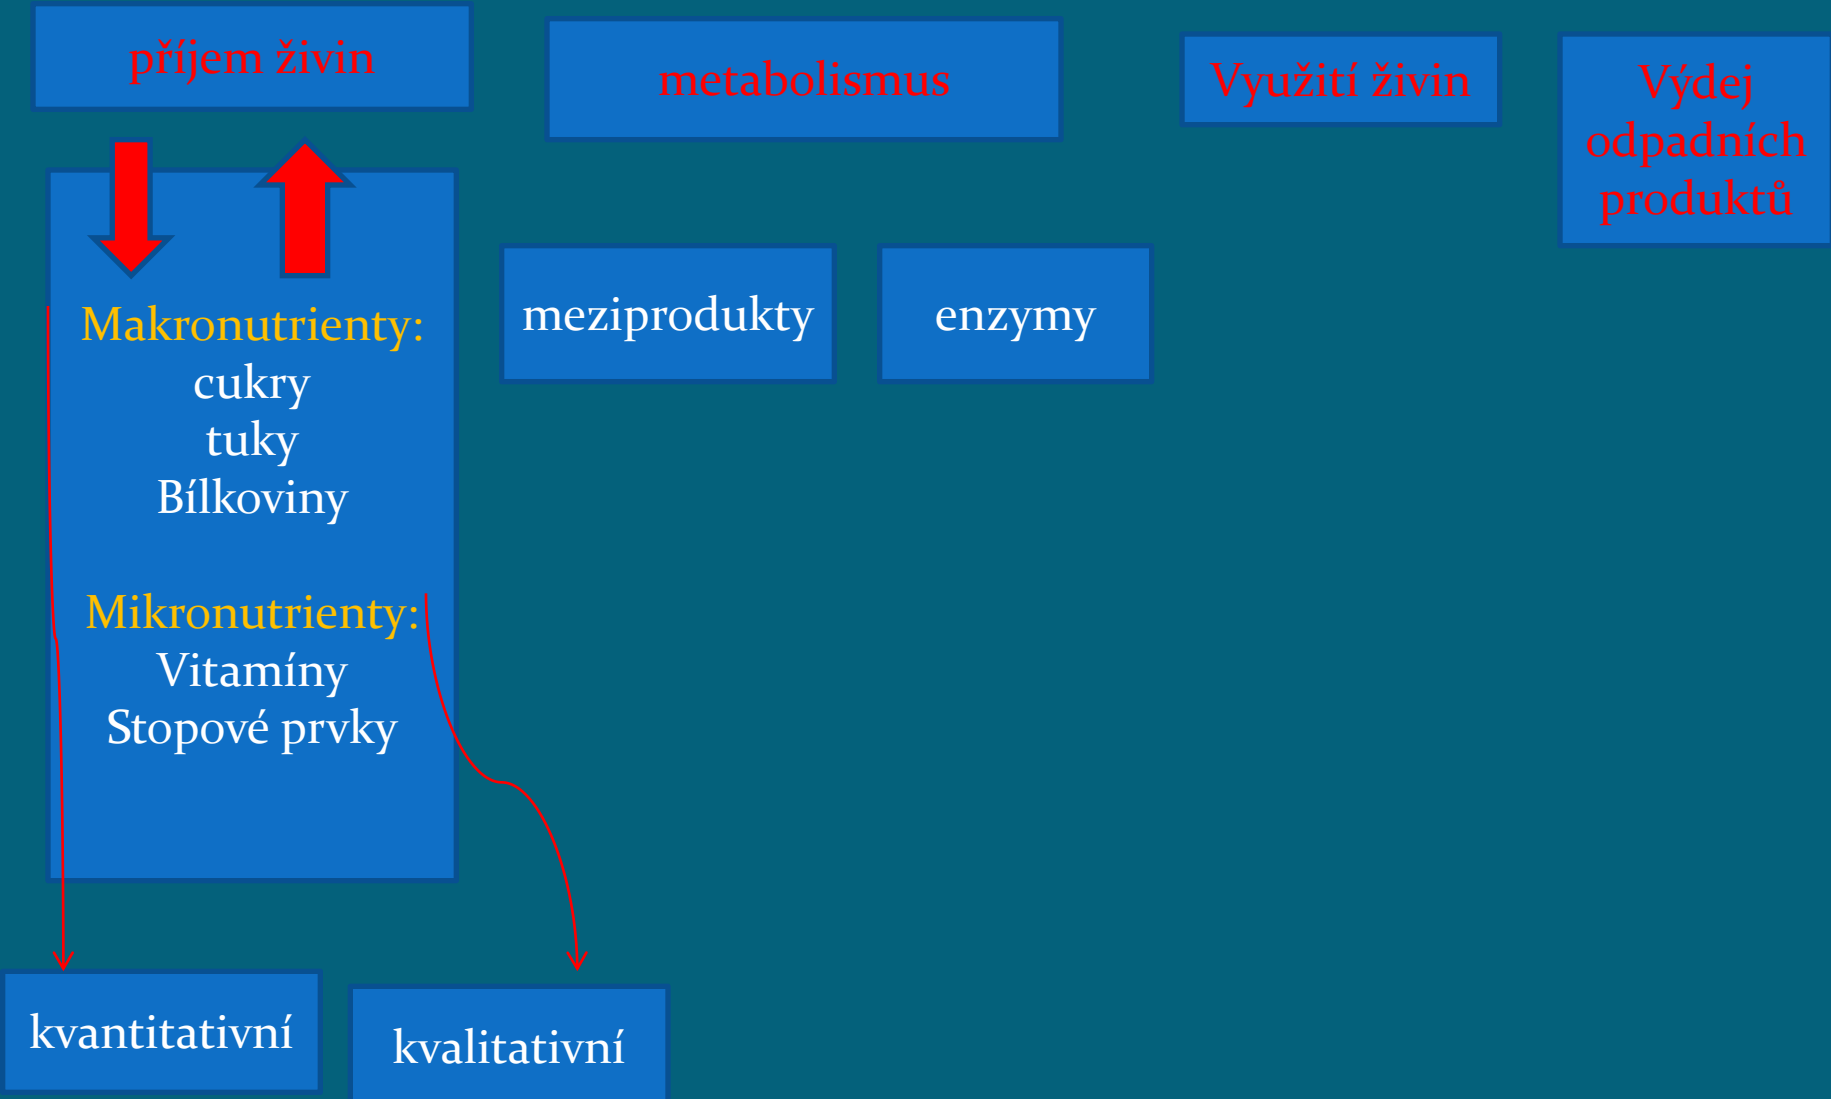 příjem živin
metabolismus
Využití živin
Výdej
odpadních
produktů
Makronutrienty:
cukry
tuky
Bílkoviny
Mikronutrienty:
Vitamíny
Stopové prvky
meziprodukty
enzymy
kvantitativní
kvalitativní